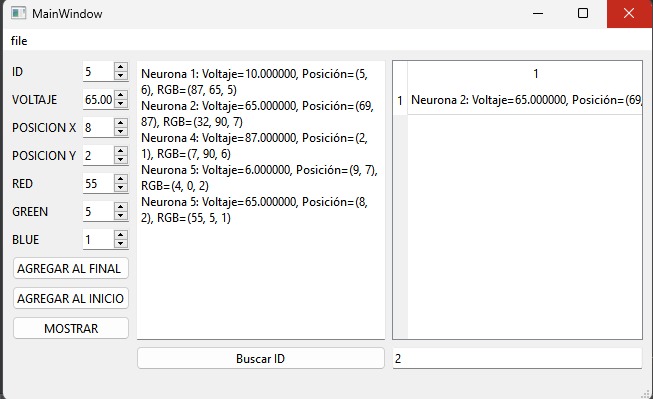 MainWindow
file
ID
5
VOLTAJE
65.00
POSICION X
8
POSICION Y
2
RED
55
GREEN
5
BLUE
1
AGREGAR AL FINAL
AGREGAR AL INICIO
MOSTRAR
Neurona 1: Voltaje=10.000000, Posición=(5,
6), RGB=(87, 65, 5)
Neurona 2: Voltaje=65.000000, Posición=(69,
87), RGB=(32, 90, 7)
Neurona 4: Voltaje=87.000000, Posición=(2,
1), RGB=(7, 90, 6)
Neurona 5: Voltaje=6.000000, Posición=(9, 7),
RGB=(4, 0, 2)
Neurona 5: Voltaje=65.000000, Posición=(8,
2), RGB=(55, 5, 1)
Buscar ID
1
1 Neurona 2: Voltaje=65.000000, Posición=(69,
2